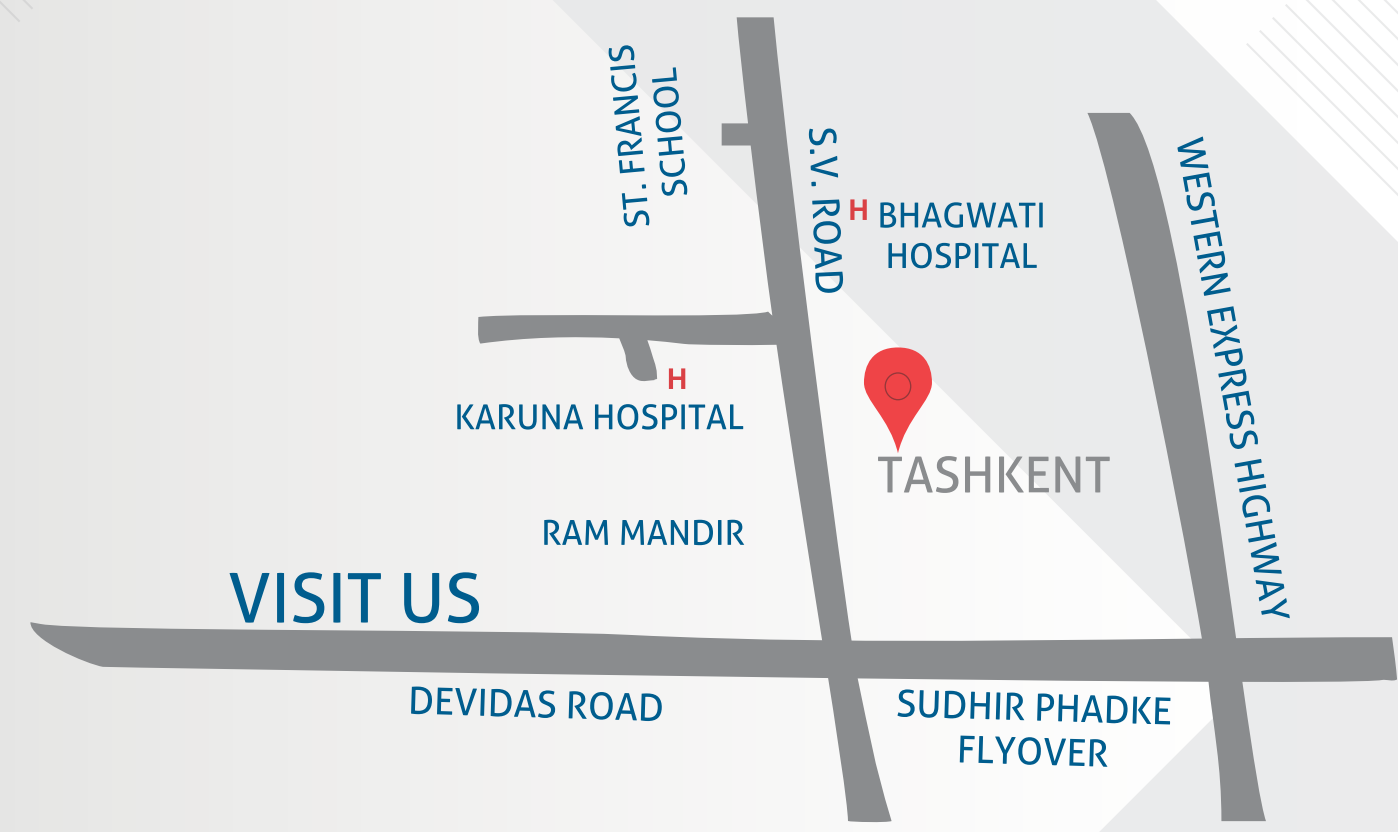 ST. FRANCIS
SCHOOL
S.V. ROAD
H BHAGWATI
HOSPITAL
WESTERN EXPRESS HIGHWAY
H
KARUNA HOSPITAL
TASHKENT
RAM MANDIR
VISIT US
DEVIDAS ROAD
SUDHIR PHADKE
FLYOVER